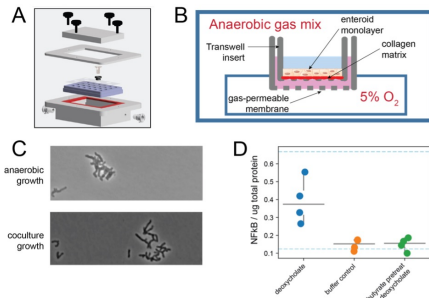 A
B
Anaerobic gas mix
enteroid
monolayer
Transwell
insert
collagen
matrix
gas-permeable
membrane
5% O₂
C
anaerobic
growth
coculture
growth
D
NFkB / ug total protein
0.6
0.5
0.4
0.3
0.2
0.1
deoxycholate
buffer control
butyrate pretreat
deoxycholate